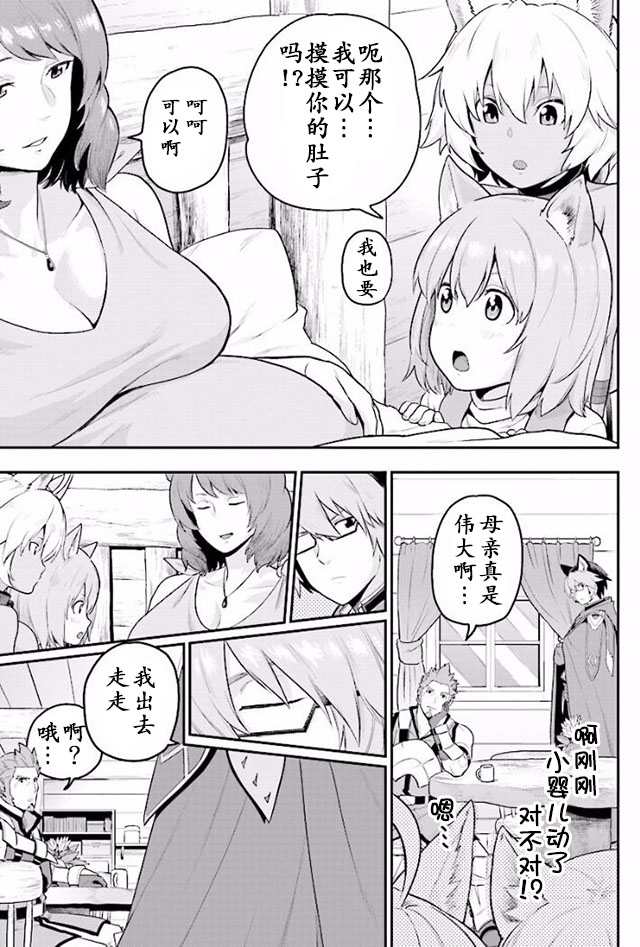 呃那个…
我可以…
摸摸你的肚子
吗!?
我也要
呵呵
可以啊
母亲真是
伟大啊…
啊刚刚
小婴儿动了
对不对!?
嗯…
我出去
走走
啊?
哦…